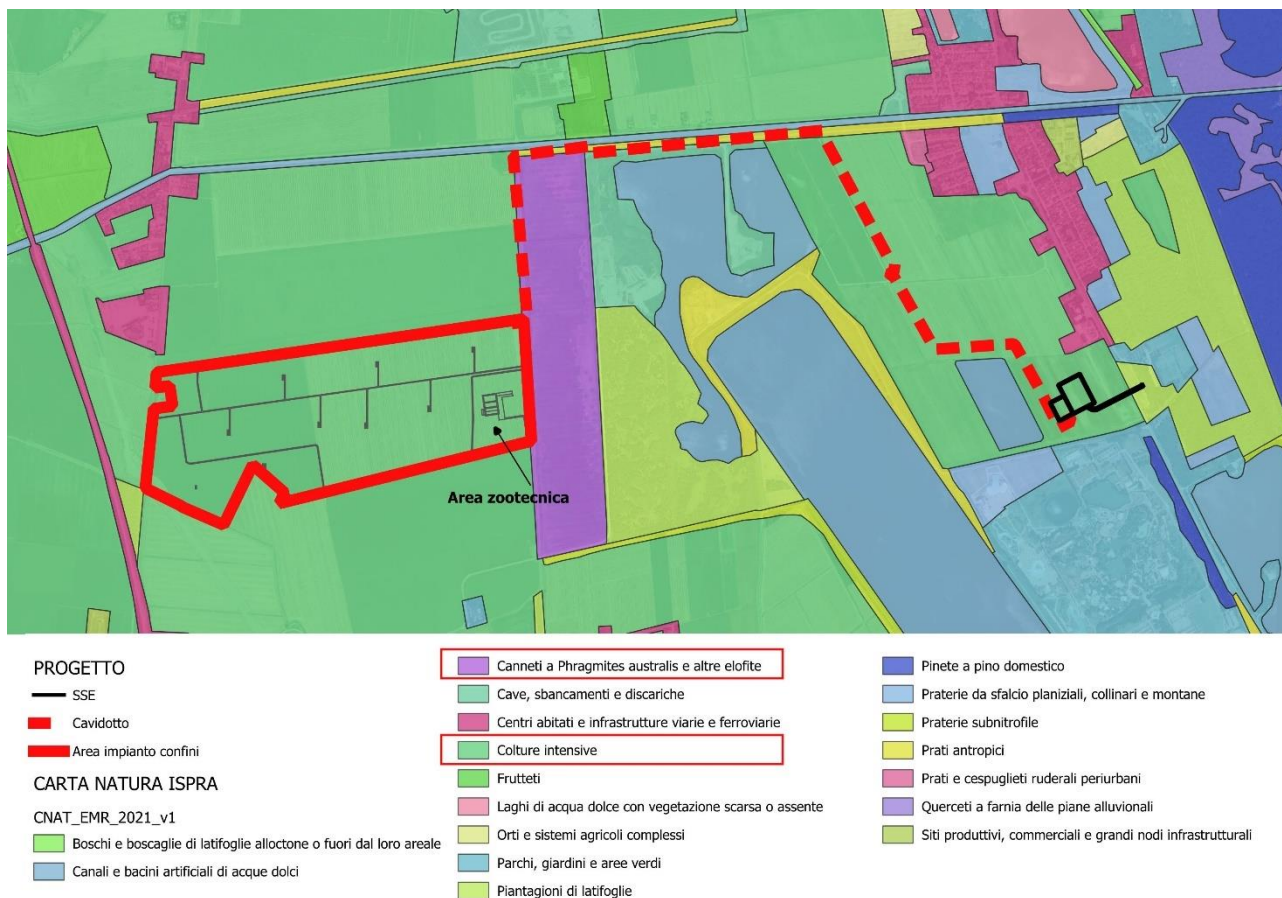 Area zootecnica
PROGETTO
SSE
Cavidotto
Area impianto confini
CARTA NATURA ISPRA
CNAT_EMR_2021_v1
Boschi e boscaglie di latifoglie alloctone o fuori dal loro areale
Canali e bacini artificiali di acque dolci
Canneti a Phragmites australis e altre elofite
Cave, sbancamenti e discariche
Centri abitati e infrastrutture viarie e ferroviarie
Colture intensive
Frutteti
Laghi di acqua dolce con vegetazione scarsa o assente
Orti e sistemi agricoli complessi
Parchi, giardini e aree verdi
Piantagioni di latifoglie
Pinete a pino domestico
Praterie da sfalcio planiziali, collinari e montane
Praterie subnitrofile
Prati antropici
Prati e cespuglieti ruderali periurbani
Querceti a farnia delle piane alluvionali
Siti produttivi, commerciali e grandi nodi infrastrutturali